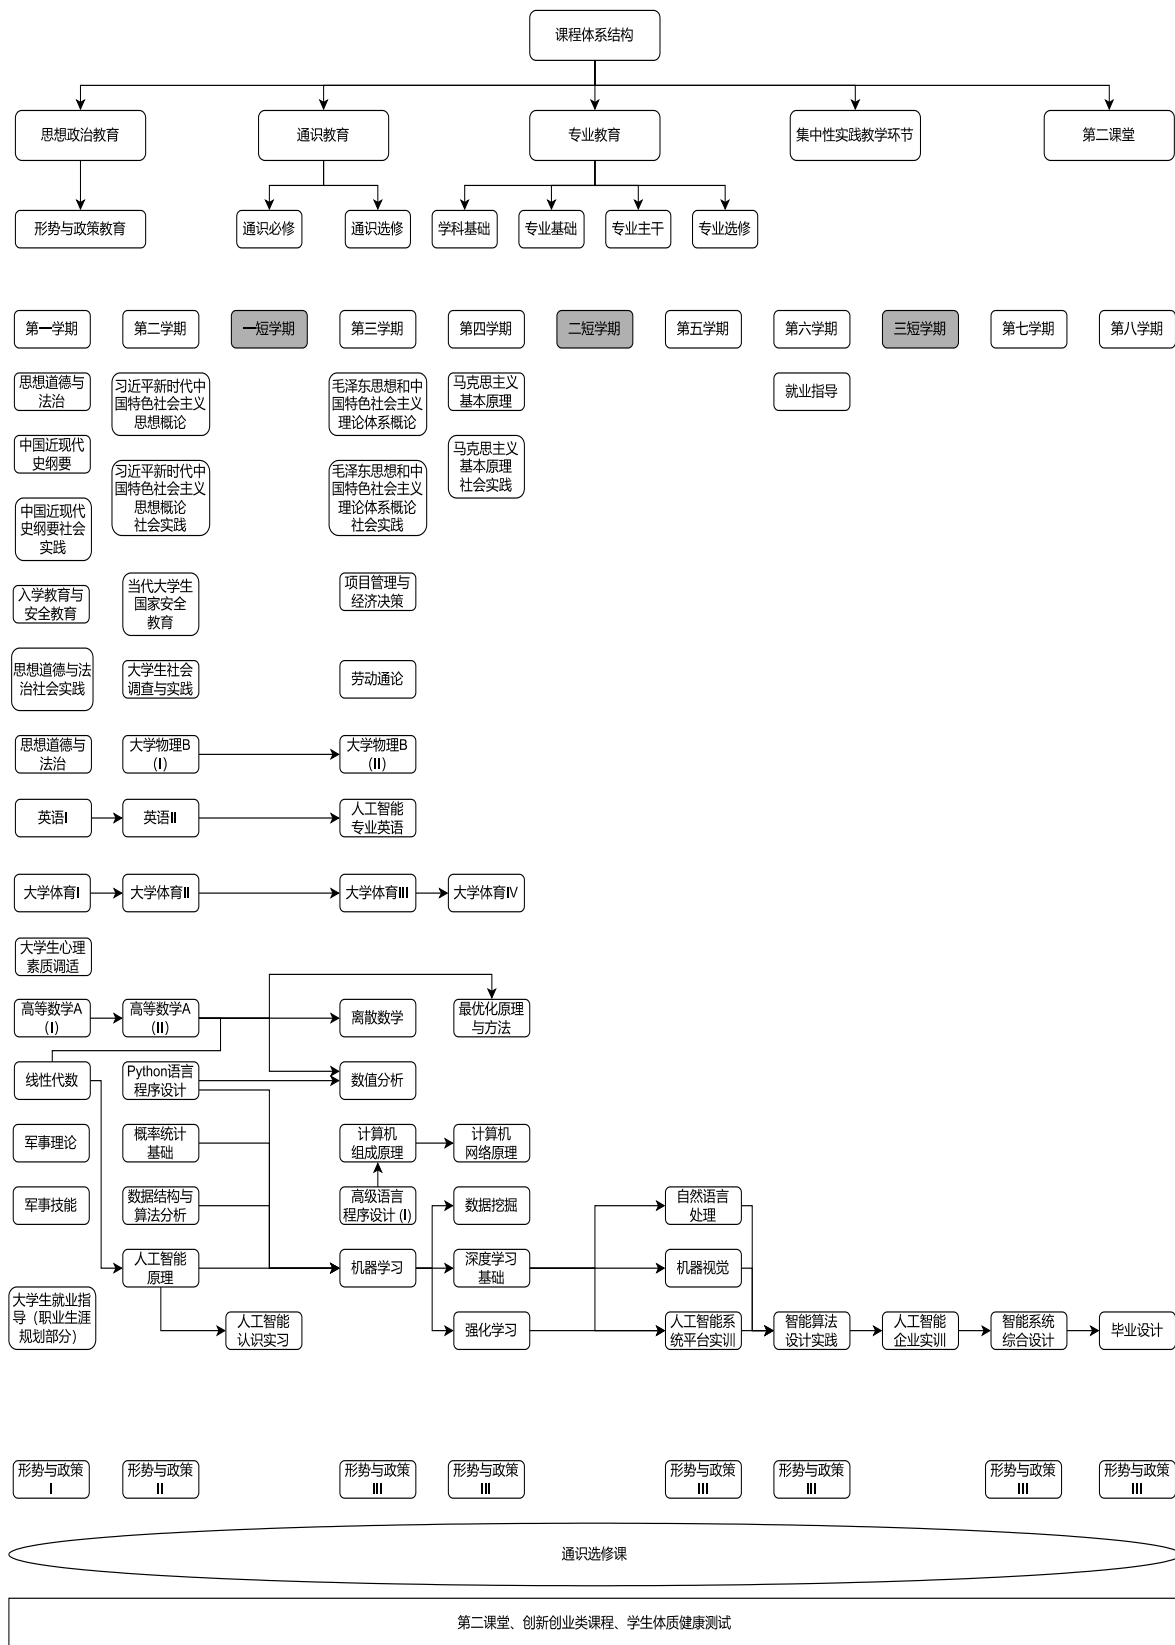 课程体系结构
思想政治教育
通识教育
专业教育
集中性实践教学环节
第二课堂
形势与政策教育
通识必修
通识选修
学科基础
专业基础
专业主干
专业选修
第一学期
第二学期
一短学期
第三学期
第四学期
二短学期
第五学期
第六学期
三短学期
第七学期
第八学期
思想道德与
法治
习近平新时代中
国特色社会主义
思想概论
毛泽东思想和中
国特色社会主义
理论体系概论
马克思主义
基本原理
就业指导
中国近现代
史纲要
习近平新时代中
国特色社会主义
思想概论
社会实践
毛泽东思想和中
国特色社会主义
理论体系概论
社会实践
马克思主义
基本原理
社会实践
中国近现代
史纲要社会
实践
入学教育与
安全教育
当代大学生
国家安全
教育
项目管理与
经济决策
思想道德与法
治社会实践
大学生社会
调查与实践
劳动通论
思想道德与
法治
大学物理B
(I)
大学物理B
(II)
英语I
英语II
人工智能
专业英语
大学体育I
大学体育II
大学体育III
大学体育IV
大学生心理
素质调适
高等数学A
(I)
高等数学A
(II)
离散数学
最优化原理
与方法
线性代数
Python语言
程序设计
数值分析
军事理论
概率统计
基础
计算机
组成原理
计算机
网络原理
军事技能
数据结构与
算法分析
高级语言
程序设计 (I)
数据挖掘
自然语言
处理
人工智能
原理
机器学习
深度学习
基础
机器视觉
大学生就业指
导（职业生涯
规划部分）
人工智能
认识实习
强化学习
人工智能系
统平台实训
智能算法
设计实践
人工智能
企业实训
智能系统
综合设计
毕业设计
形势与政策
I
形势与政策
II
形势与政策
III
形势与政策
III
形势与政策
III
形势与政策
III
形势与政策
III
形势与政策
III
通识选修课
第二课堂、创新创业类课程、学生体质健康测试